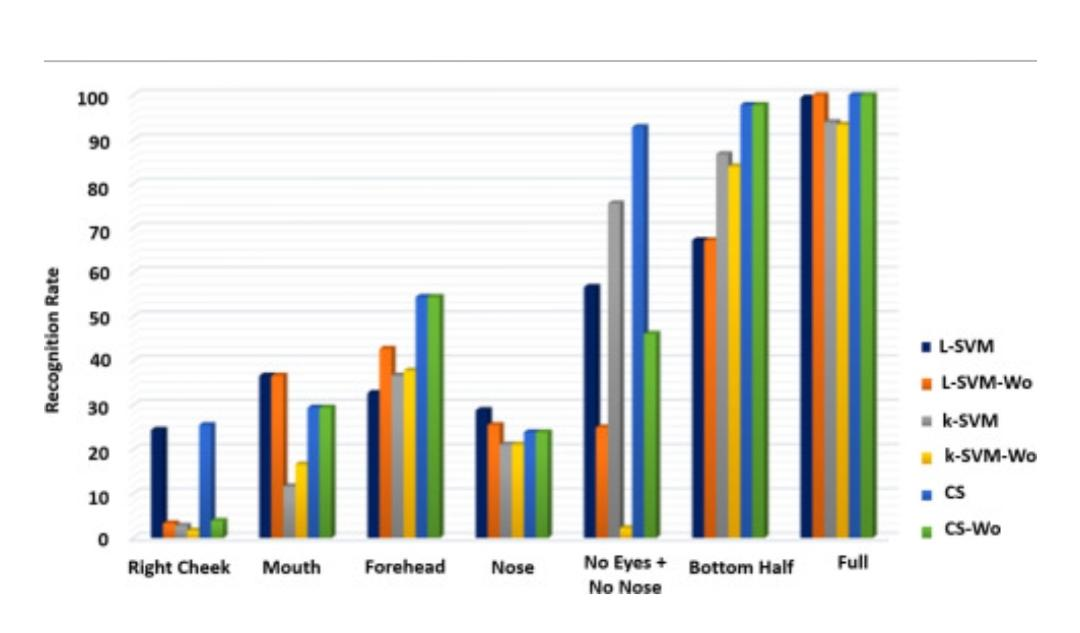 100
90
80
70
60
50
40
30
20
10
0
Recognition Rate
Right Cheek
Mouth
Forehead
Nose
No Eyes +
No Nose
Bottom Half
Full
L-SVM
L-SVM-Wo
k-SVM
k-SVM-Wo
CS
CS-Wo